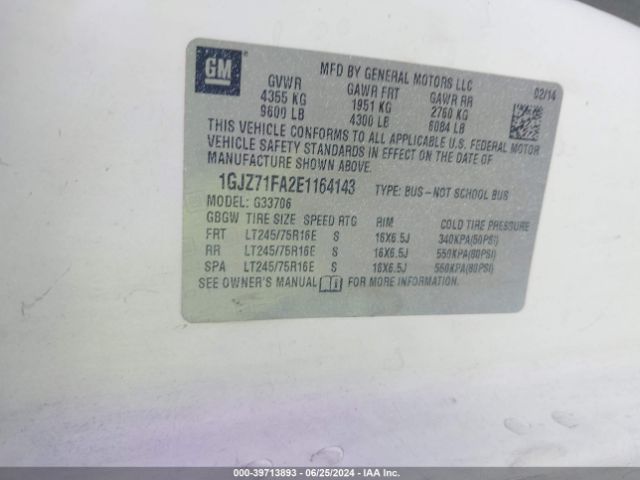 GM
MFD BY GENERAL MOTORS LLC 02/14
GVWR GAWR FRT GAWR RR
4355 KG 1951 KG 2760 KG
9600 LB 4300 LB 6084 LB
THIS VEHICLE CONFORMS TO ALL APPLICABLE U.S. FEDERAL MOTOR
VEHICLE SAFETY STANDARDS IN EFFECT ON THE DATE OF
MANUFACTURE SHOWN ABOVE.
1GJZ71FA2E1164143 TYPE: BUS-NOT SCHOOL BUS
MODEL: G33706
GBGW TIRE SIZE SPEED RTG RIM COLD TIRE PRESSURE
FRT LT245/75R16E S 16X6.5J 340KPA(50PSI)
RR LT245/75R16E S 16X6.5J 550KPA(80PSI)
SPA LT245/75R16E S 16X6.5J 550KPA(80PSI)
SEE OWNER'S MANUAL FOR MORE INFORMATION.
000-39713893 - 06/25/2024 - IAA Inc.